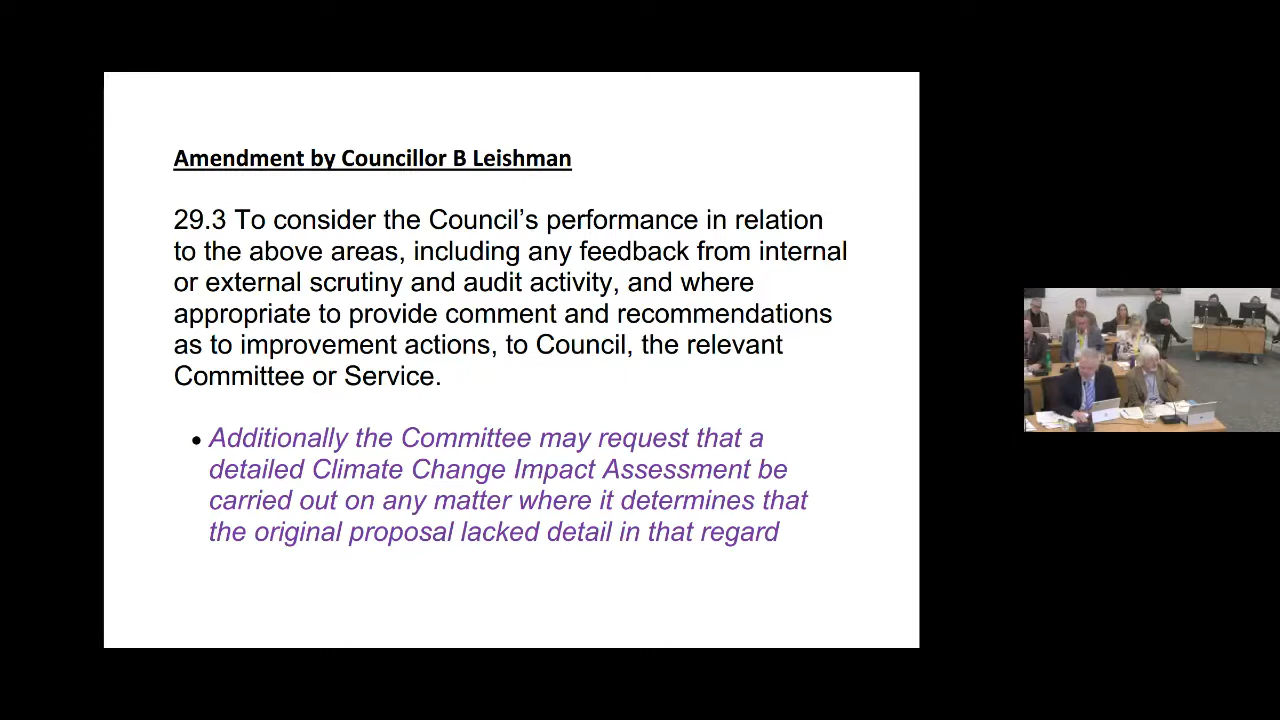 Amendment by Councillor B Leishman
29.3 To consider the Council’s performance in relation
to the above areas, including any feedback from internal
or external scrutiny and audit activity, and where
appropriate to provide comment and recommendations
as to improvement actions, to Council, the relevant
Committee or Service.
• Additionally the Committee may request that a
detailed Climate Change Impact Assessment be
carried out on any matter where it determines that
the original proposal lacked detail in that regard